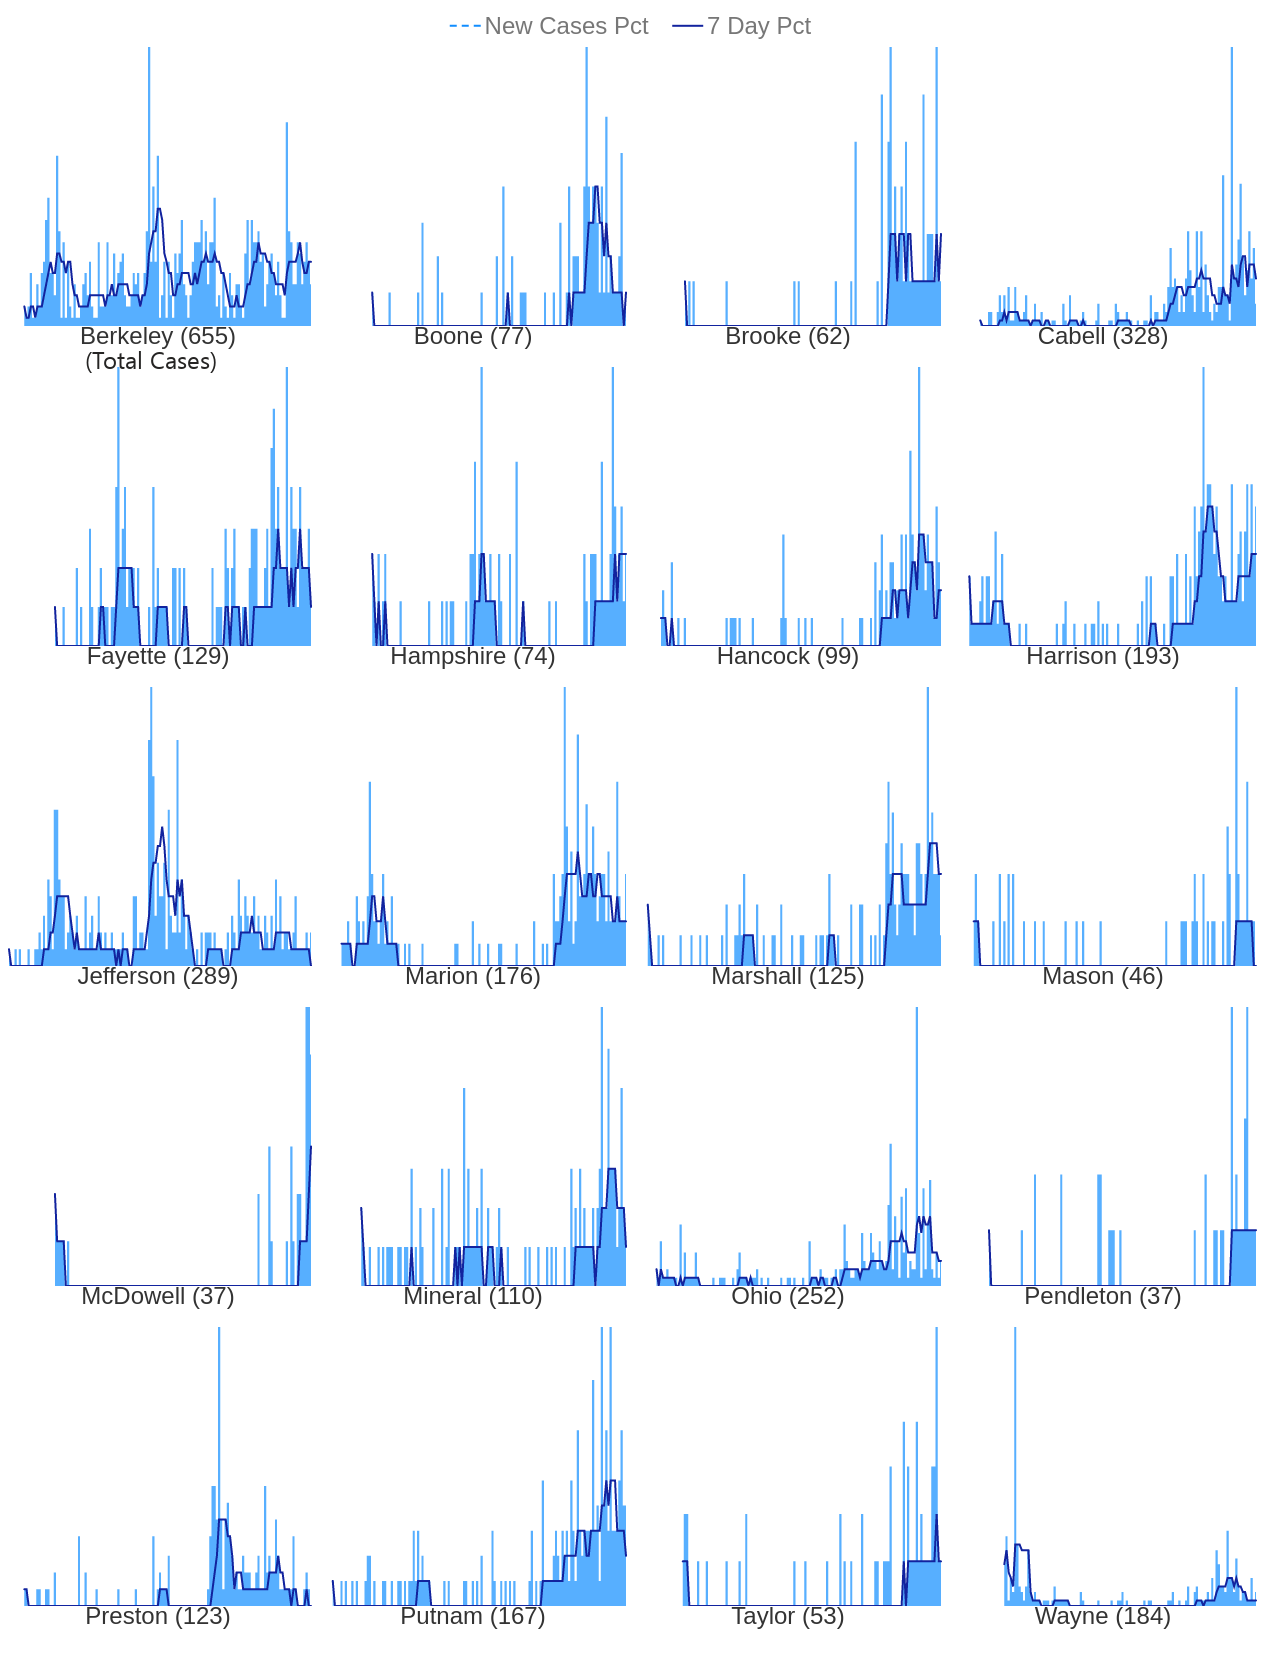 New Cases Pct 7 Day Pct
Berkeley (655) Boone (77) Brooke (62) Cabell (328)
(Total Cases)
Fayette (129) Hampshire (74) Hancock (99) Harrison (193)
Jefferson (289) Marion (176) Marshall (125) Mason (46)
McDowell (37) Mineral (110) Ohio (252) Pendleton (37)
Preston (123) Putnam (167) Taylor (53) Wayne (184)